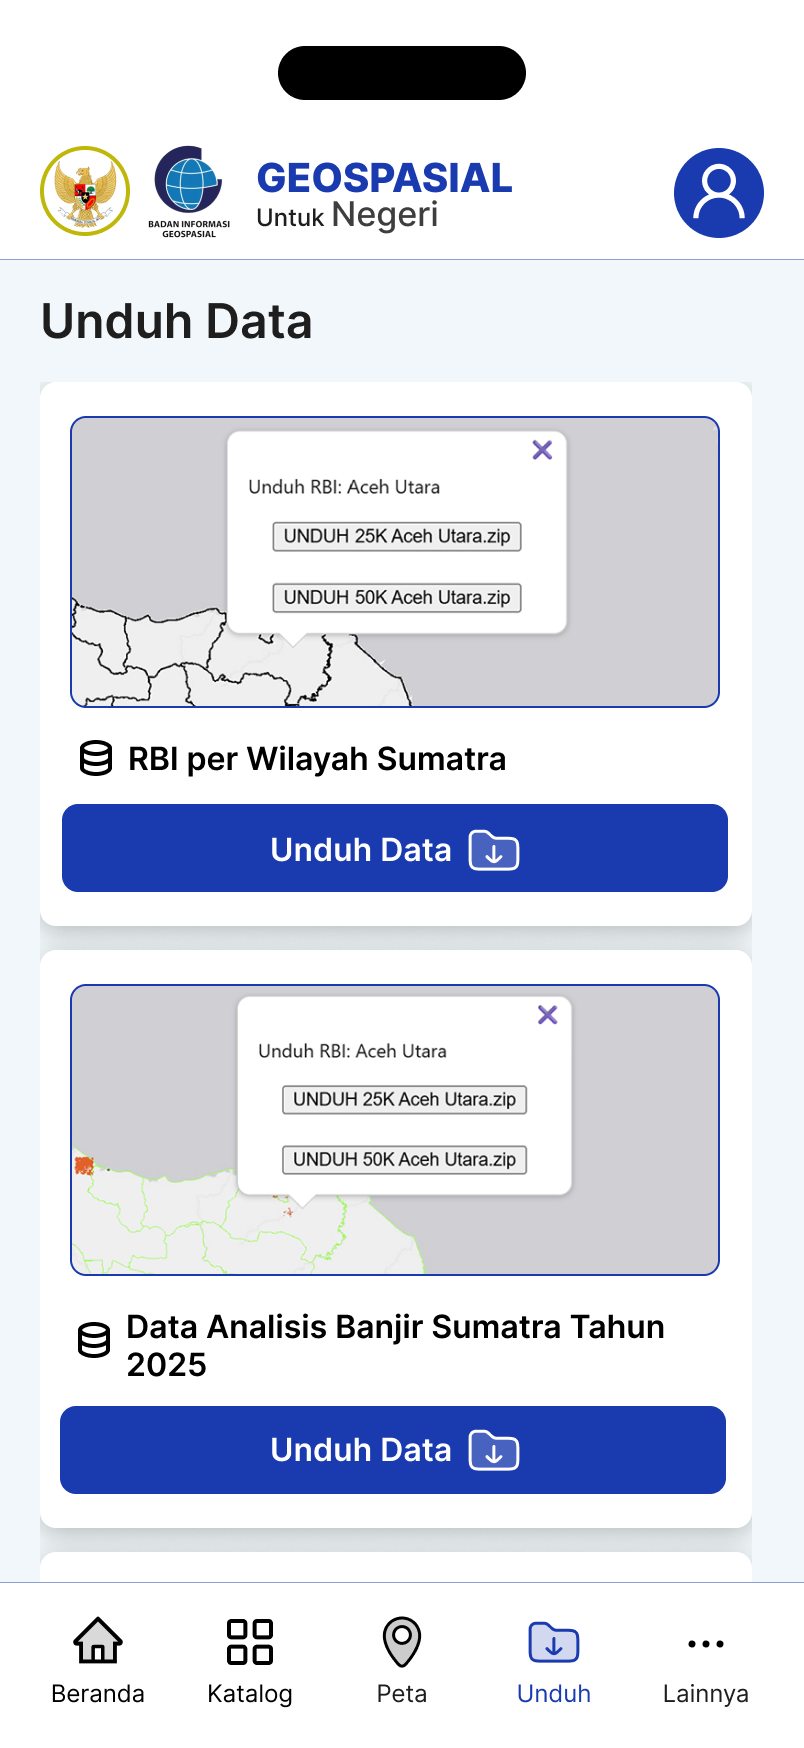 BADAN INFORMASI
GEOSPASIAL
GEOSPASIAL
Untuk Negeri
Unduh Data
Unduh RBI: Aceh Utara
UNDUH 25K Aceh Utara.zip
UNDUH 50K Aceh Utara.zip
RBI per Wilayah Sumatra
Unduh Data
Unduh RBI: Aceh Utara
UNDUH 25K Aceh Utara.zip
UNDUH 50K Aceh Utara.zip
Data Analisis Banjir Sumatra Tahun
2025
Unduh Data
Beranda
Katalog
Peta
Unduh
Lainnya